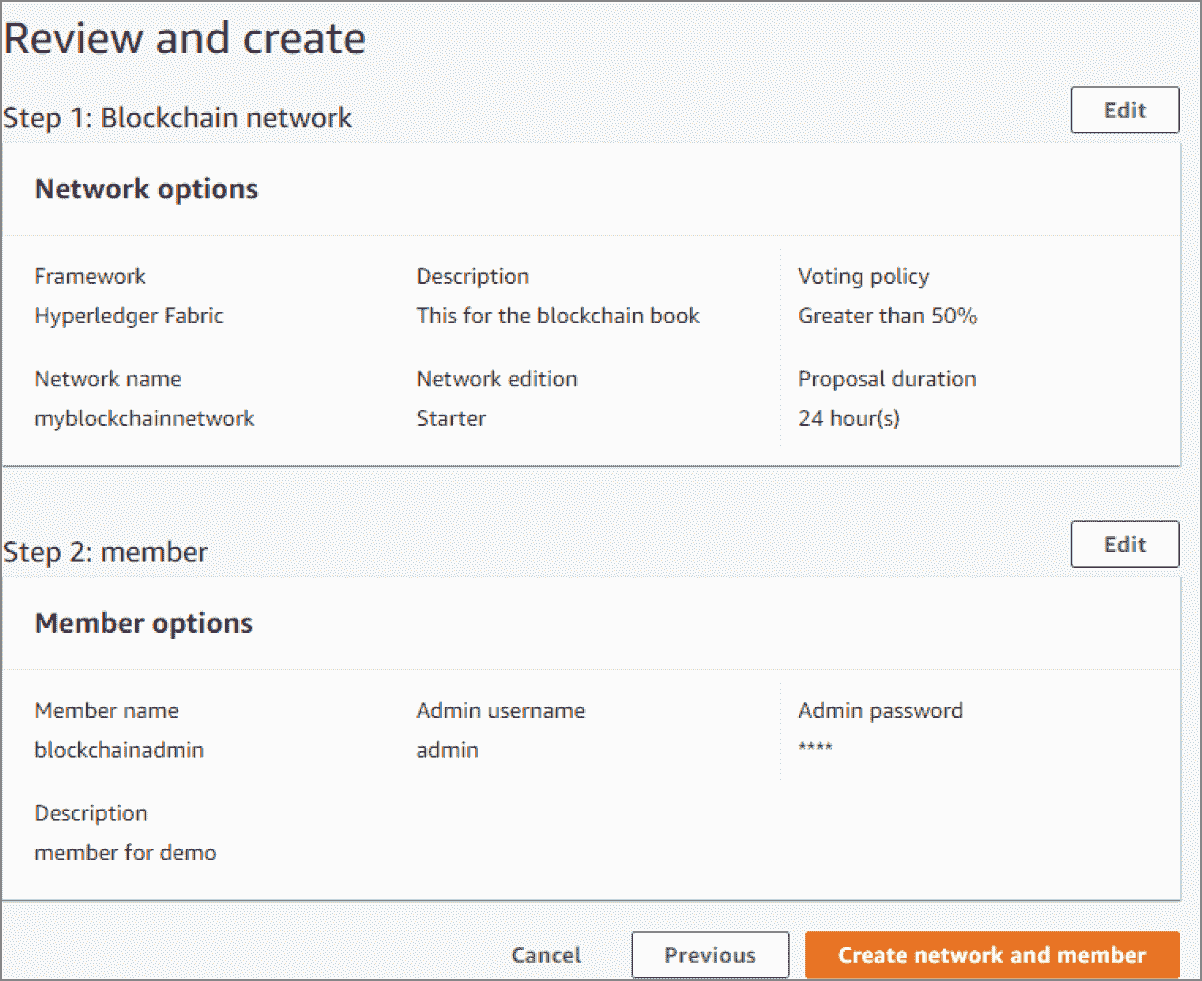 Review and create
Step 1: Blockchain network
Edit
Network options
Framework
Description
Voting policy
Hyperledger Fabric
This for the blockchain book
Greater than 50%
Network name
Network edition
Proposal duration
myblockchainnetwork
Starter
24 hour(s)
Step 2: member
Edit
Member options
Member name
Admin username
Admin password
blockchainadmin
admin
****
Description
member for demo
Cancel
Previous
Create network and member